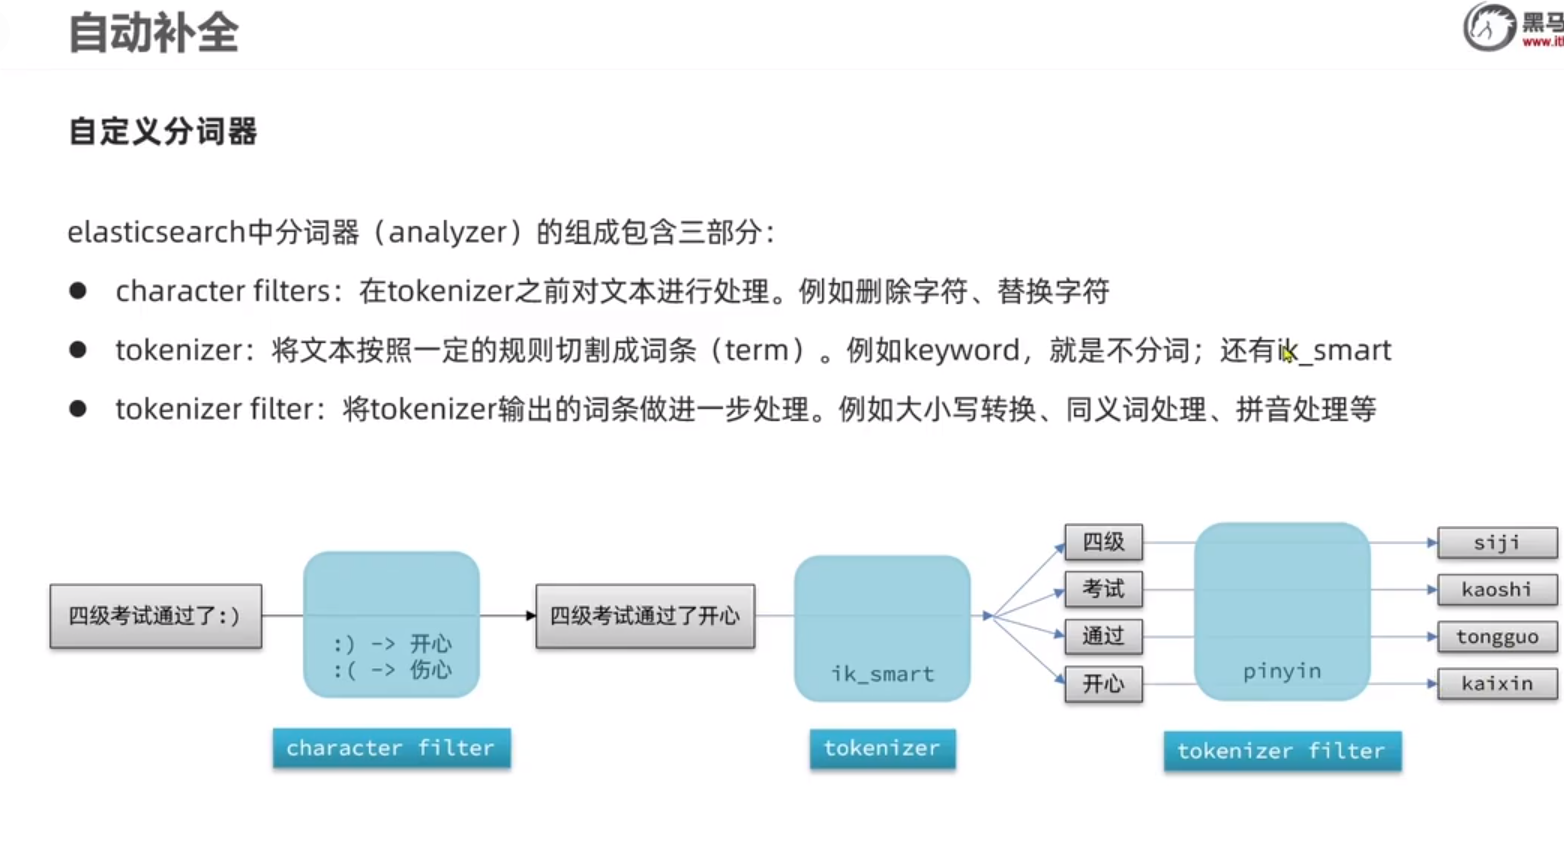 自动补全
黑马
www.itl
自定义分词器
elasticsearch中分词器（analyzer）的组成包含三部分：
● character filters：在tokenizer之前对文本进行处理。例如删除字符、替换字符
● tokenizer：将文本按照一定的规则切割成词条（term）。例如keyword，就是不分词；还有ik_smart
● tokenizer filter：将tokenizer输出的词条做进一步处理。例如大小写转换、同义词处理、拼音处理等
四级考试通过了:)
:) -> 开心
:( -> 伤心
character filter
四级考试通过了开心
ik_smart
tokenizer
四级
考试
通过
开心
pinyin
tokenizer filter
siji
kaoshi
tongguo
kaixin